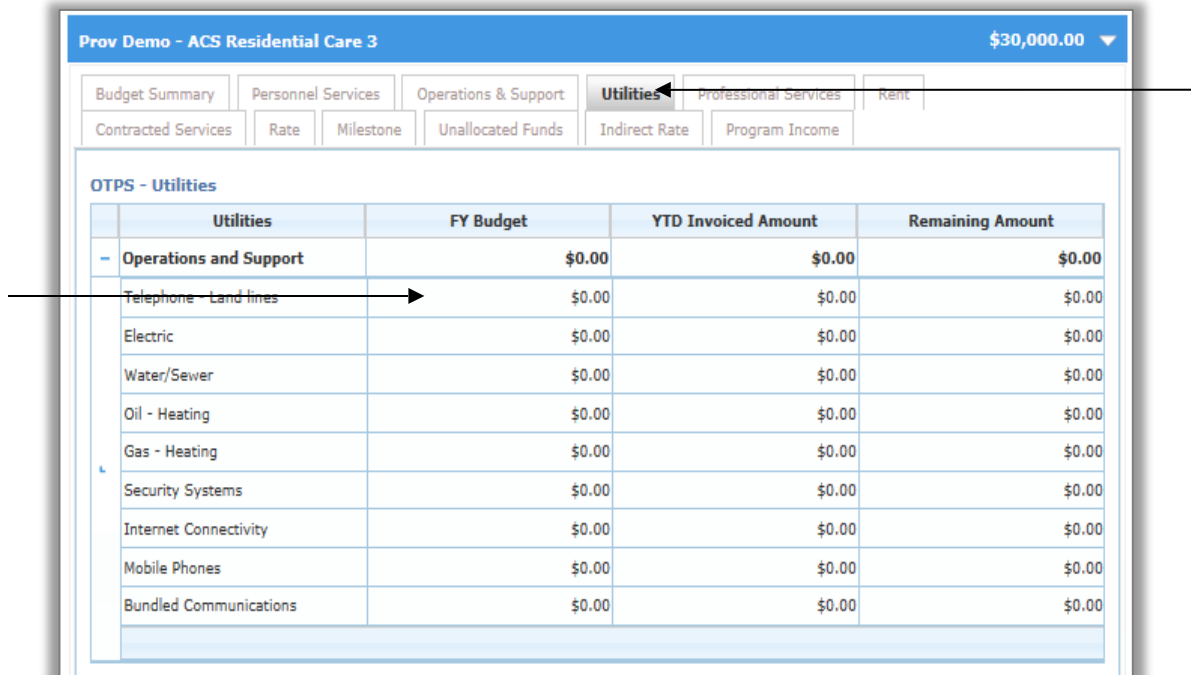 Prov Demo - ACS Residential Care 3 $30,000.00
Budget Summary Personnel Services Operations & Support Utilities Professional Services Rent
Contracted Services Rate Milestone Unallocated Funds Indirect Rate Program Income
OTPS - Utilities
Utilities FY Budget YTD Invoiced Amount Remaining Amount
Operations and Support $0.00 $0.00 $0.00
Telephone - Land lines $0.00 $0.00 $0.00
Electric $0.00 $0.00 $0.00
Water/Sewer $0.00 $0.00 $0.00
Oil - Heating $0.00 $0.00 $0.00
Gas - Heating $0.00 $0.00 $0.00
Security Systems $0.00 $0.00 $0.00
Internet Connectivity $0.00 $0.00 $0.00
Mobile Phones $0.00 $0.00 $0.00
Bundled Communications $0.00 $0.00 $0.00